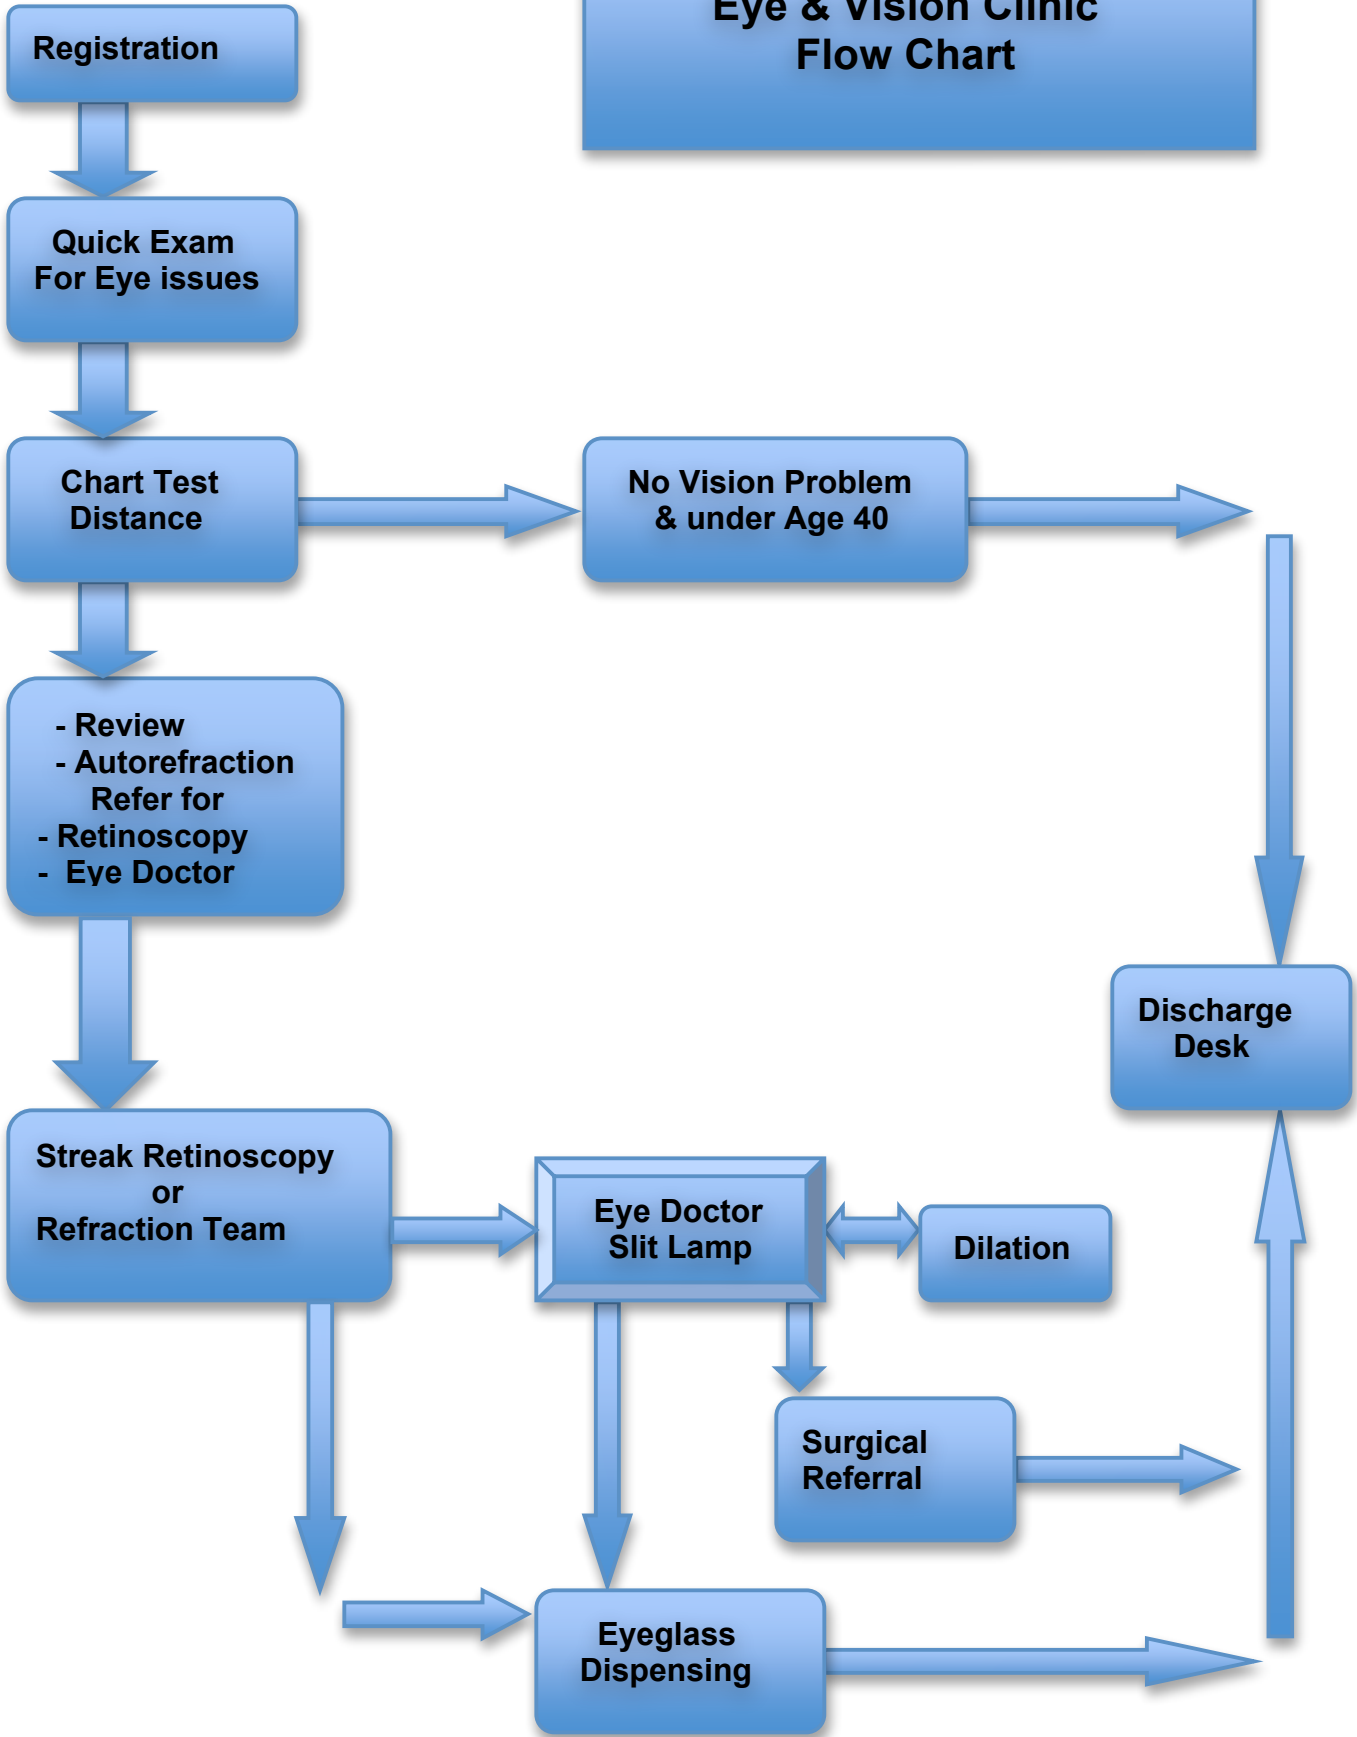 Eye & Vision Clinic
Flow Chart
Registration
Quick Exam
For Eye issues
Chart Test
Distance
No Vision Problem
& under Age 40
- Review
- Autorefraction
Refer for
- Retinoscopy
- Eye Doctor
Discharge
Desk
Streak Retinoscopy
or
Refraction Team
Eye Doctor
Slit Lamp
Dilation
Surgical
Referral
Eyeglass
Dispensing